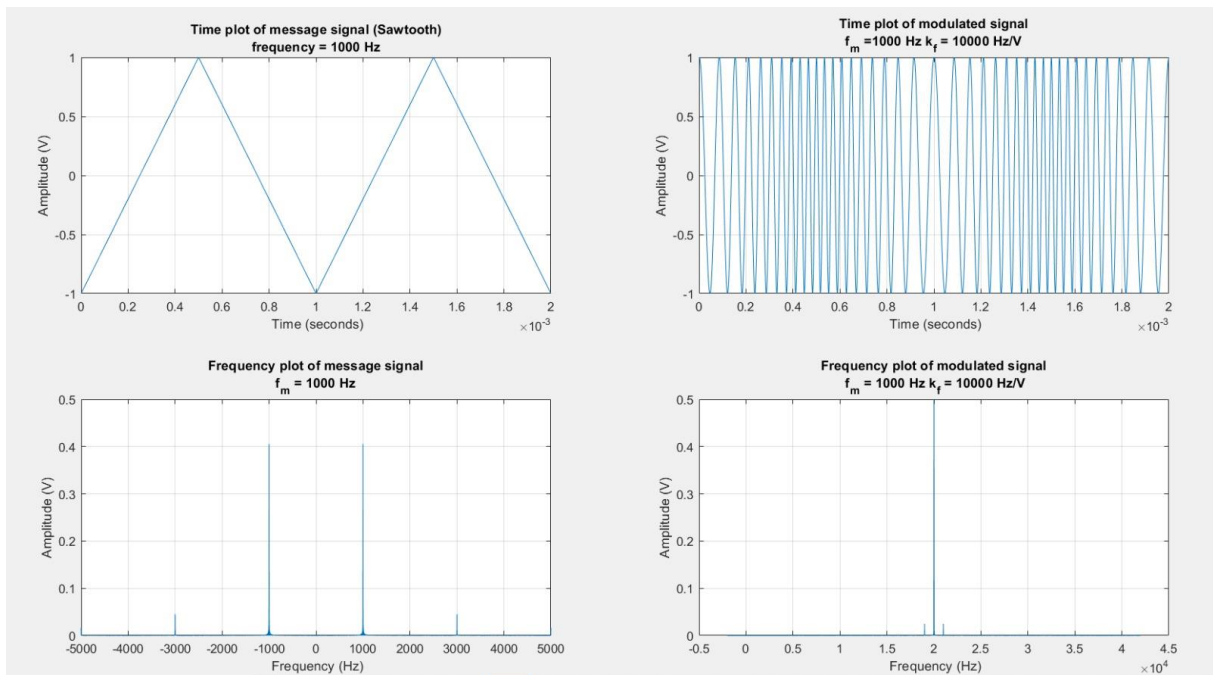 Time plot of message signal (Sawtooth)
frequency = 1000 Hz
1
0.5
0
-0.5
-1
Amplitude (V)
0 0.2 0.4 0.6 0.8 1 1.2 1.4 1.6 1.8 2
Time (seconds)
×10-3
Time plot of modulated signal
fm =1000 Hz kf = 10000 Hz/V
1
0.5
0
-0.5
-1
Amplitude (V)
0 0.2 0.4 0.6 0.8 1 1.2 1.4 1.6 1.8 2
Time (seconds)
×10-3
Frequency plot of message signal
fm = 1000 Hz
0.5
0.4
0.3
0.2
0.1
0
Amplitude (V)
-5000 -4000 -3000 -2000 -1000 0 1000 2000 3000 4000 5000
Frequency (Hz)
Frequency plot of modulated signal
fm = 1000 Hz kf = 10000 Hz/V
0.5
0.4
0.3
0.2
0.1
0
Amplitude (V)
-0.5 0 0.5 1 1.5 2 2.5 3 3.5 4 4.5
Frequency (Hz)
×104